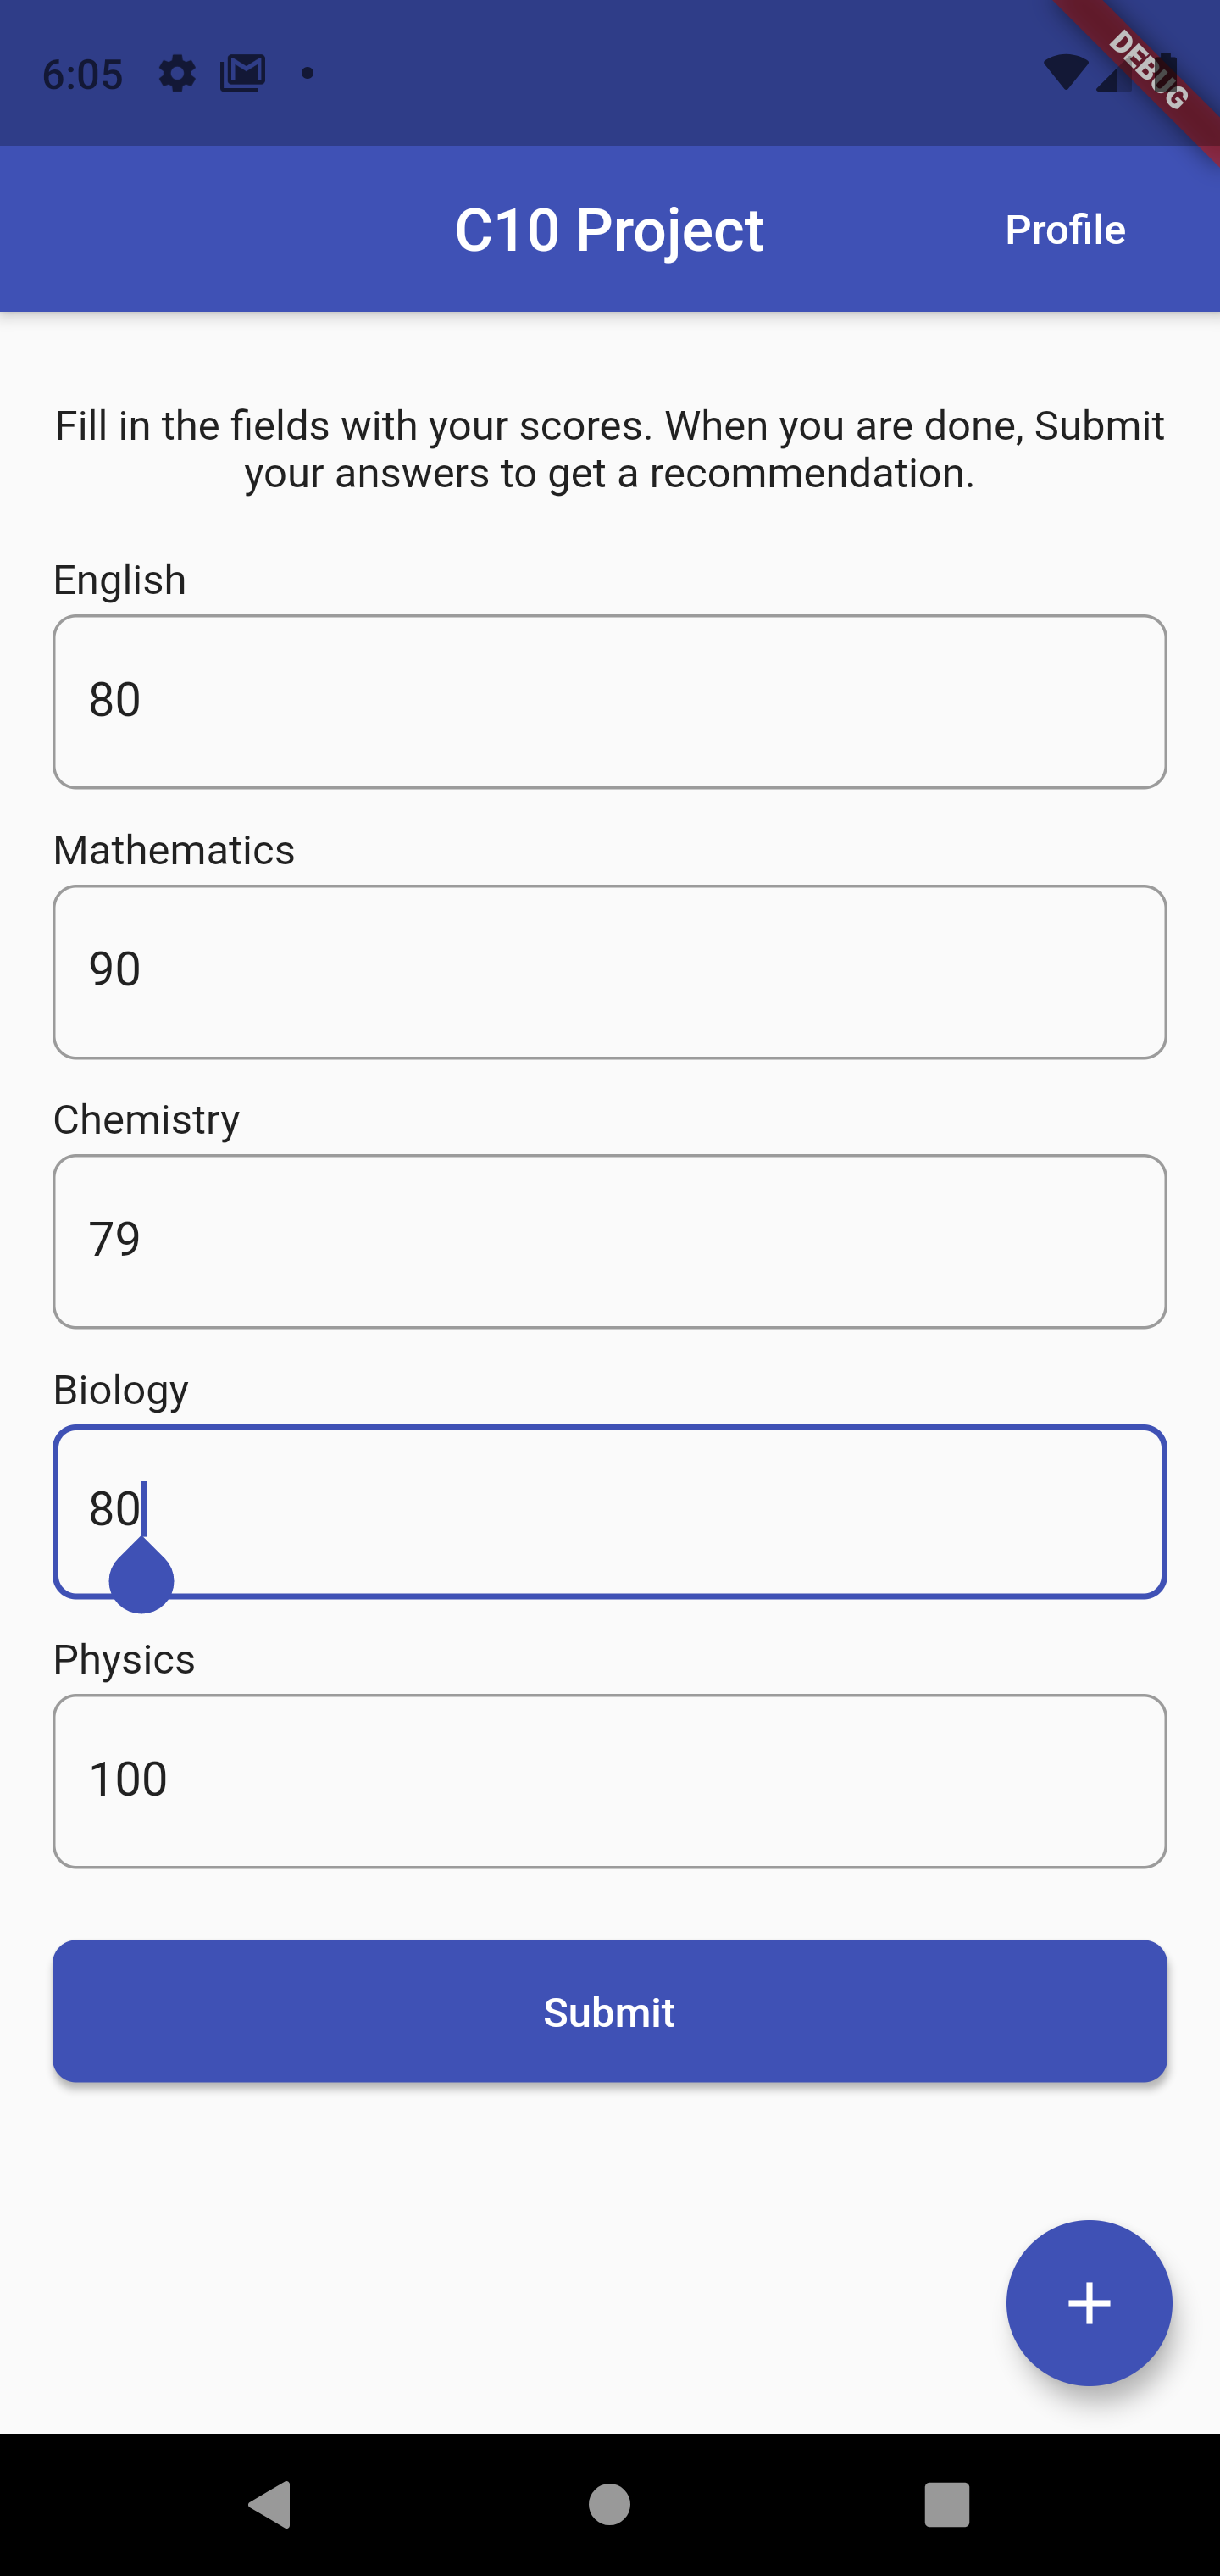 6:05
DEBUG
C10 Project
Profile
Fill in the fields with your scores. When you are done, Submit
your answers to get a recommendation.
English
80
Mathematics
90
Chemistry
79
Biology
80
Physics
100
Submit